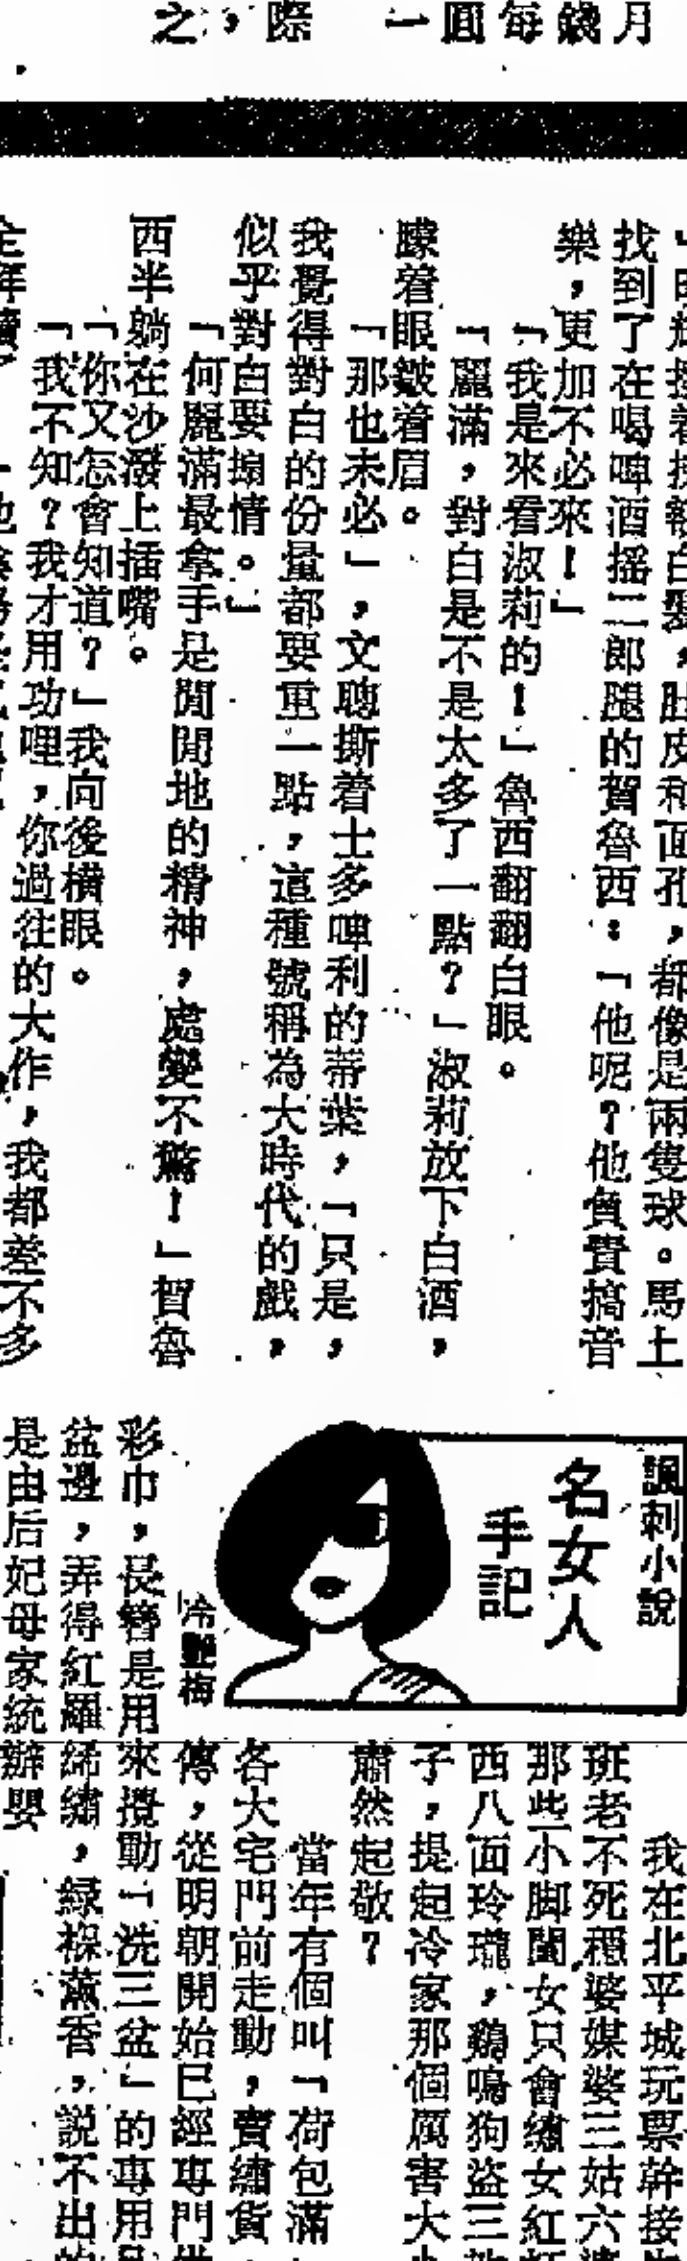 月錢每圓一
際，之
找到了在喝啤酒搖二郎腿的賀魯西：「他呢？他負責搞音
樂，更加不必來！」
「我是來看淑莉的！」魯西翻翻白眼。
「麗滿，對白是不是太多了一點？」淑莉放下白酒，
矇着眼皺着眉。
「那也未必」，文聰撕着士多啤利的蒂葉，「只是，
我覺得對白的份量都要重一點，這種號稱為大時代的戲，
似乎對白要煽情。」
「何麗滿最拿手是閒閒地的精神，處變不驚！」賀魯
西半躺在沙發上插嘴。
「你又怎會知道？」我向後橫眼。
「我不知？我才用功哩，你過往的大作，我都差不多
諷刺小說
名女人
手記
冷艷梅
我在北平城玩票幹接
班老不死穩婆媒婆三姑六
那些小脚閨女只會繡女紅
西八面玲瓏，鷄鳴狗盜三
子，提起冷家那個厲害大
肅然起敬？
當年有個叫「荷包滿
各大宅門前走動，賣繡貨
傳，從明朝開始已經專門
彩巾，長簪是用來攪動「洗三盆」的專用
盆邊，弄得紅羅綈繡，綠褓薰香，說不出的
是由后妃母家統辦嬰